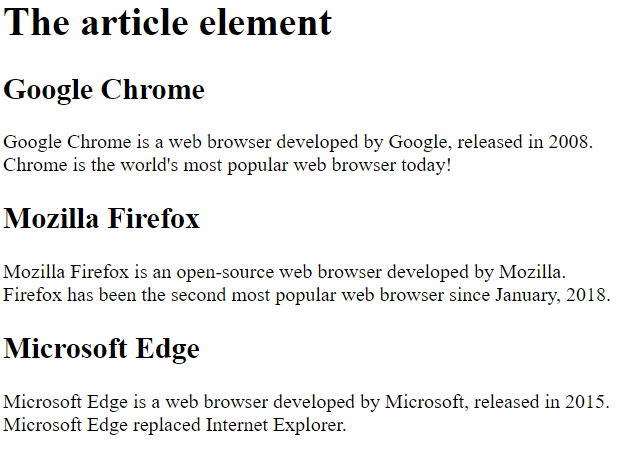 The article element
Google Chrome
Google Chrome is a web browser developed by Google, released in 2008.
Chrome is the world's most popular web browser today!
Mozilla Firefox
Mozilla Firefox is an open-source web browser developed by Mozilla.
Firefox has been the second most popular web browser since January, 2018.
Microsoft Edge
Microsoft Edge is a web browser developed by Microsoft, released in 2015.
Microsoft Edge replaced Internet Explorer.